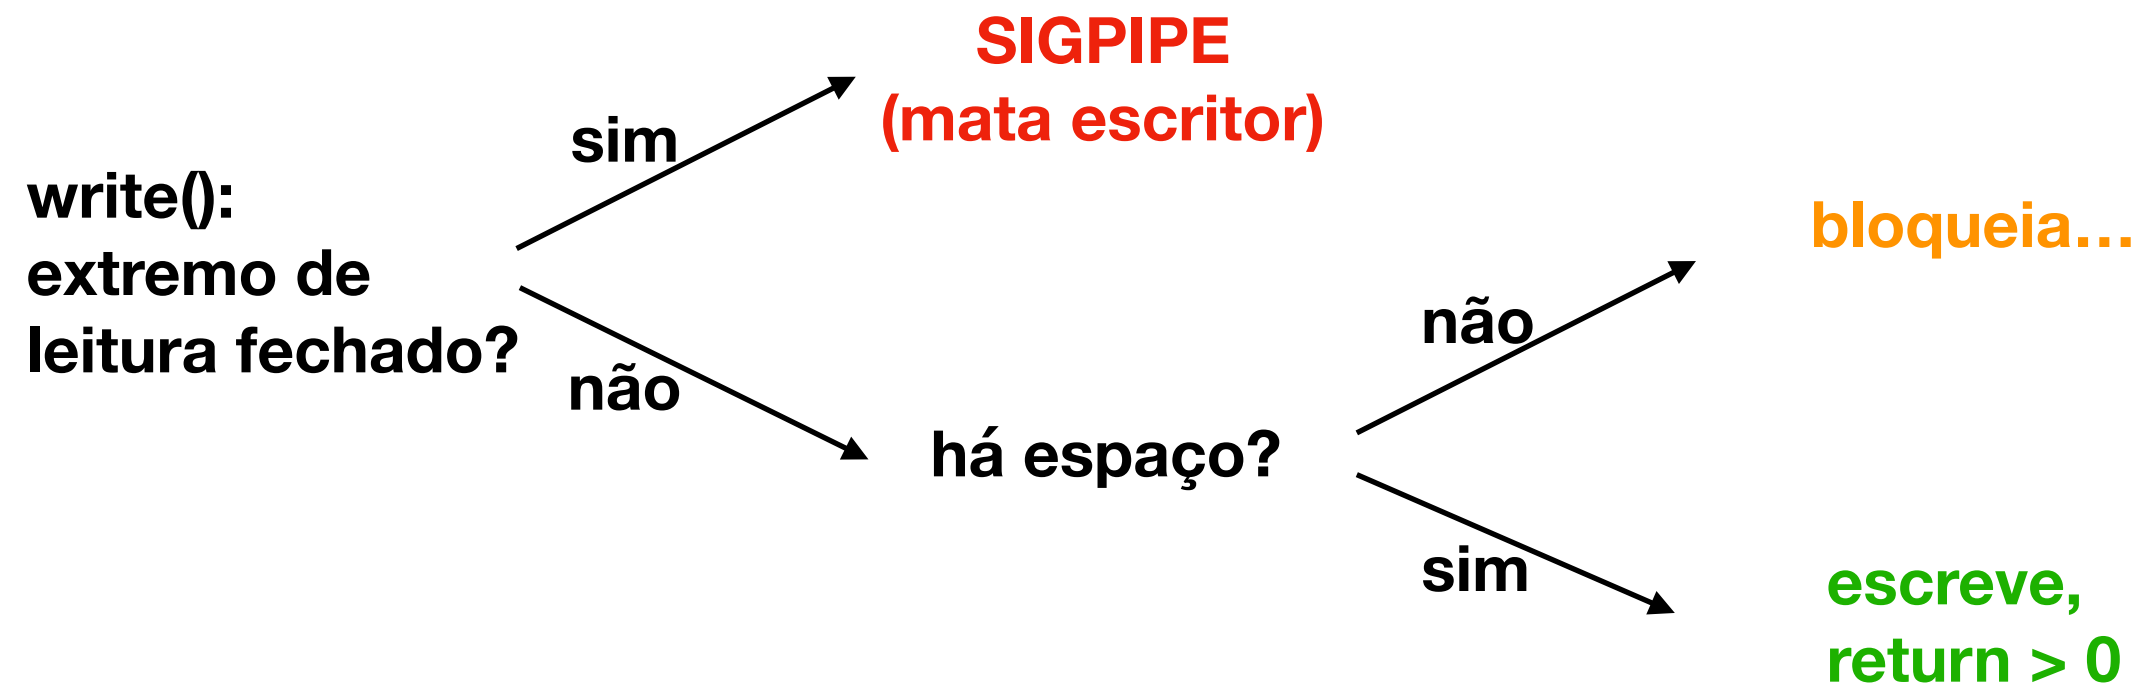 write():
extremo de
leitura fechado?
sim
SIGPIPE
(mata escritor)
não
há espaço?
não
bloqueia…
sim
escreve,
return > 0